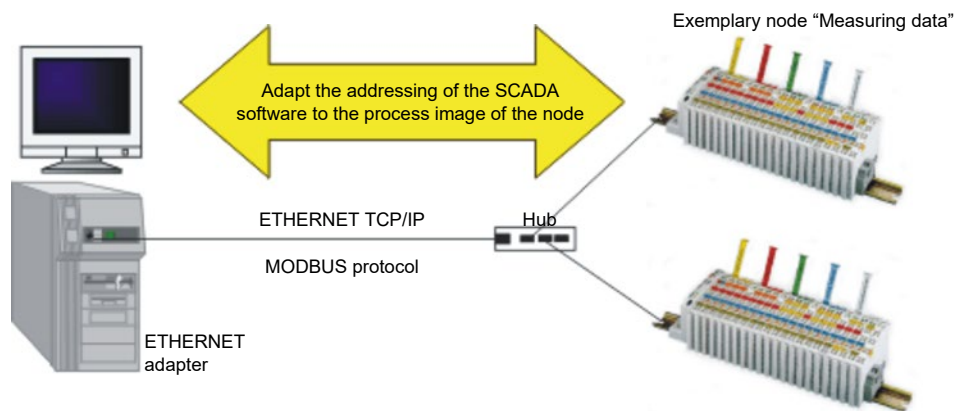 Exemplary node “Measuring data”
Adapt the addressing of the SCADA
software to the process image of the node
ETHERNET TCP/IP
Hub
MODBUS protocol
ETHERNET
adapter